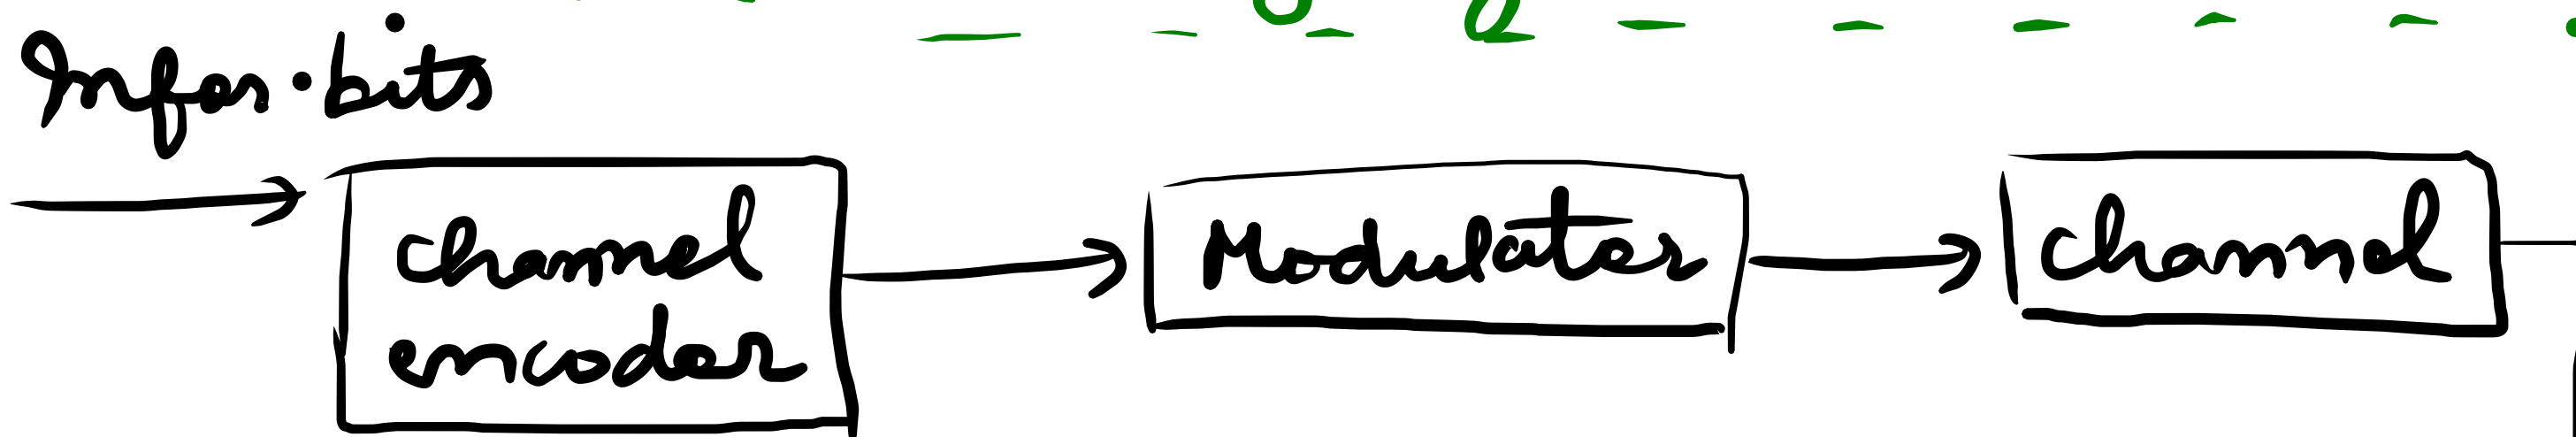 Infor. bits
Channel
encoder
Modulator
Channel